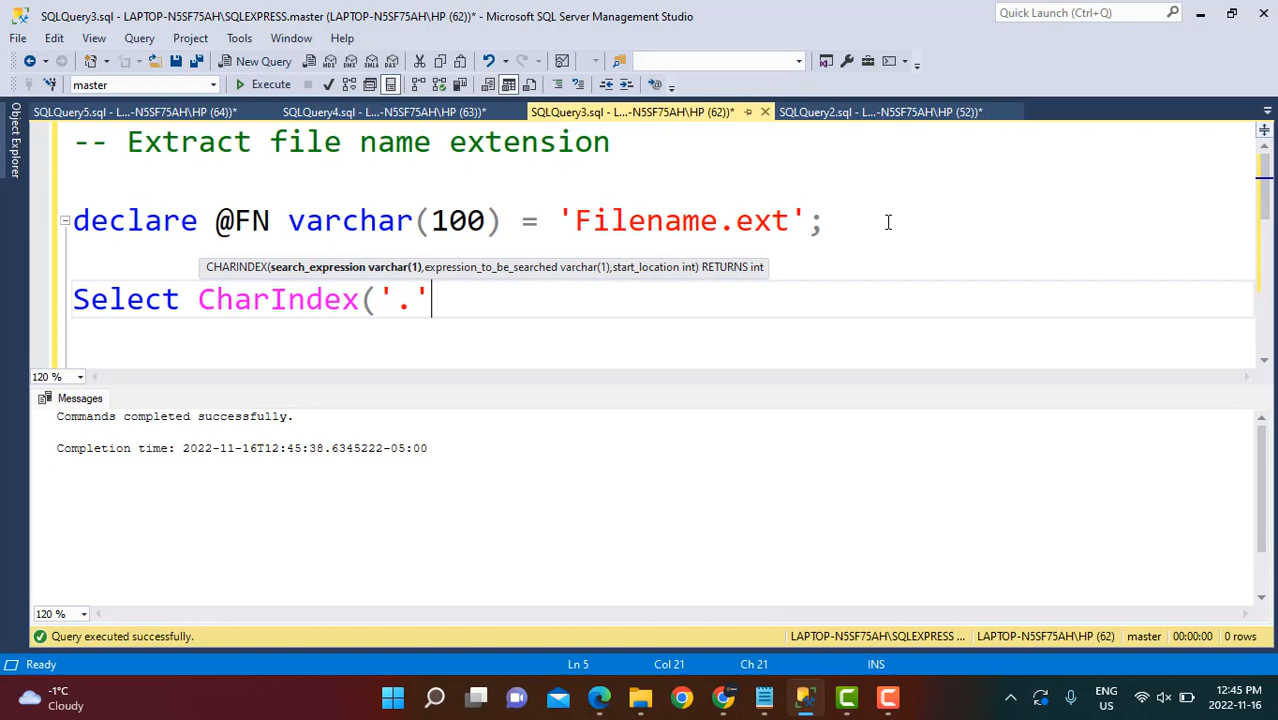 SQLQuery3.sql - LAPTOP-N5SF75AH\SQLEXPRESS.master (LAPTOP-N5SF75AH\HP (62))* - Microsoft SQL Server Management Studio
Quick Launch (Ctrl+Q)
File Edit View Query Project Tools Window Help
New Query
MDX DMX XMLA DAX
master
Execute
SQLQuery5.sql - L...-N5SF75AH\HP (64))*
SQLQuery4.sql - L...-N5SF75AH\HP (63))*
SQLQuery3.sql - L...-N5SF75AH\HP (62))*
SQLQuery2.sql - L...-N5SF75AH\HP (52))*
Object Explorer
-- Extract file name extension
declare @FN varchar(100) = 'Filename.ext';
CHARINDEX(search_expression varchar(1),expression_to_be_searched varchar(1),start_location int) RETURNS int
Select CharIndex('.'
120 %
Messages
Commands completed successfully.
Completion time: 2022-11-16T12:45:38.6345222-05:00
120 %
Query executed successfully.
LAPTOP-N5SF75AH\SQLEXPRESS ...
LAPTOP-N5SF75AH\HP (62)
master
00:00:00
0 rows
Ready
Ln 5
Col 21
Ch 21
INS
-1°C
Cloudy
ENG
US
12:45 PM
2022-11-16